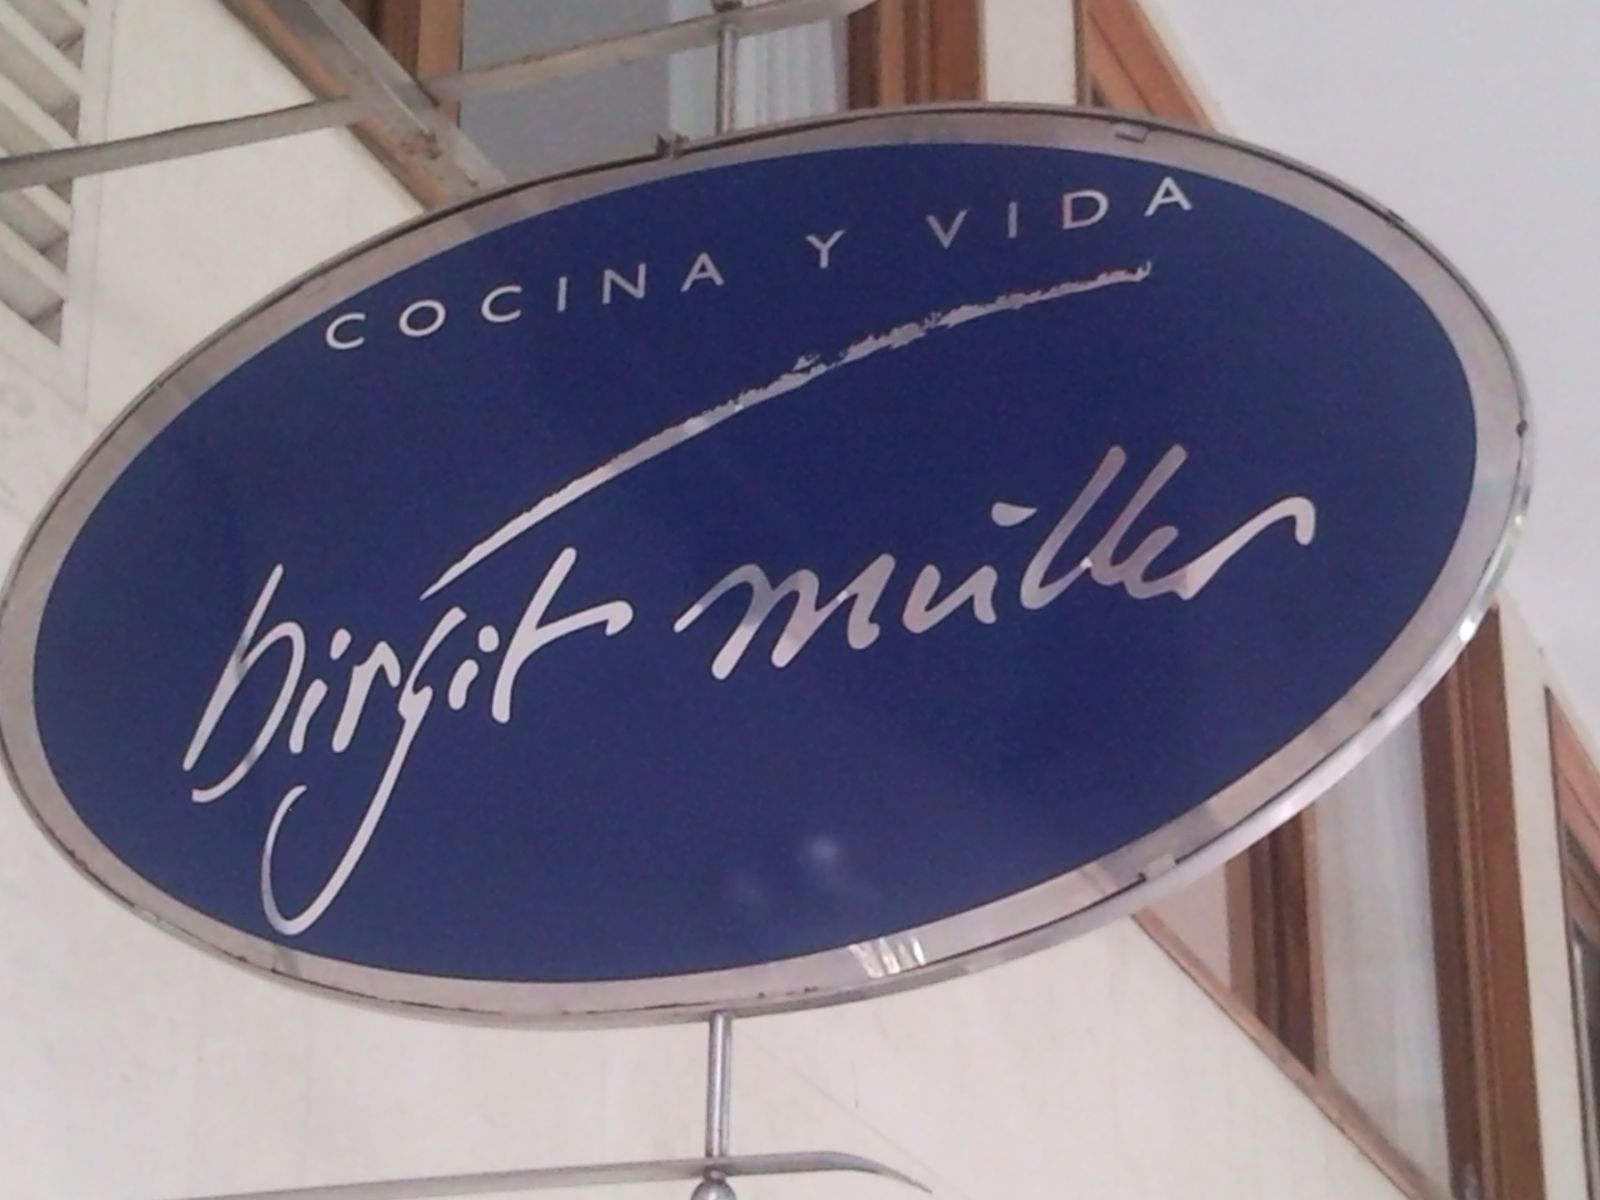 COCINA Y VIDA
birgit müller